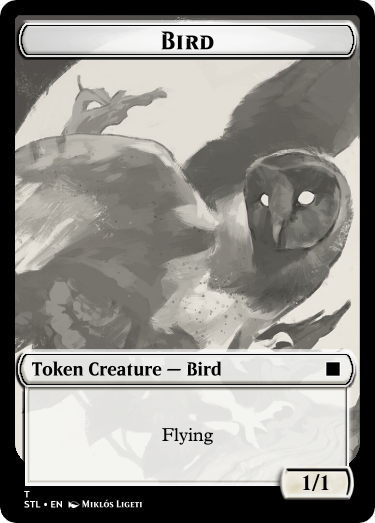 Bird
Token Creature — Bird
Flying
1/1
T
STL • EN Miklós Ligeti